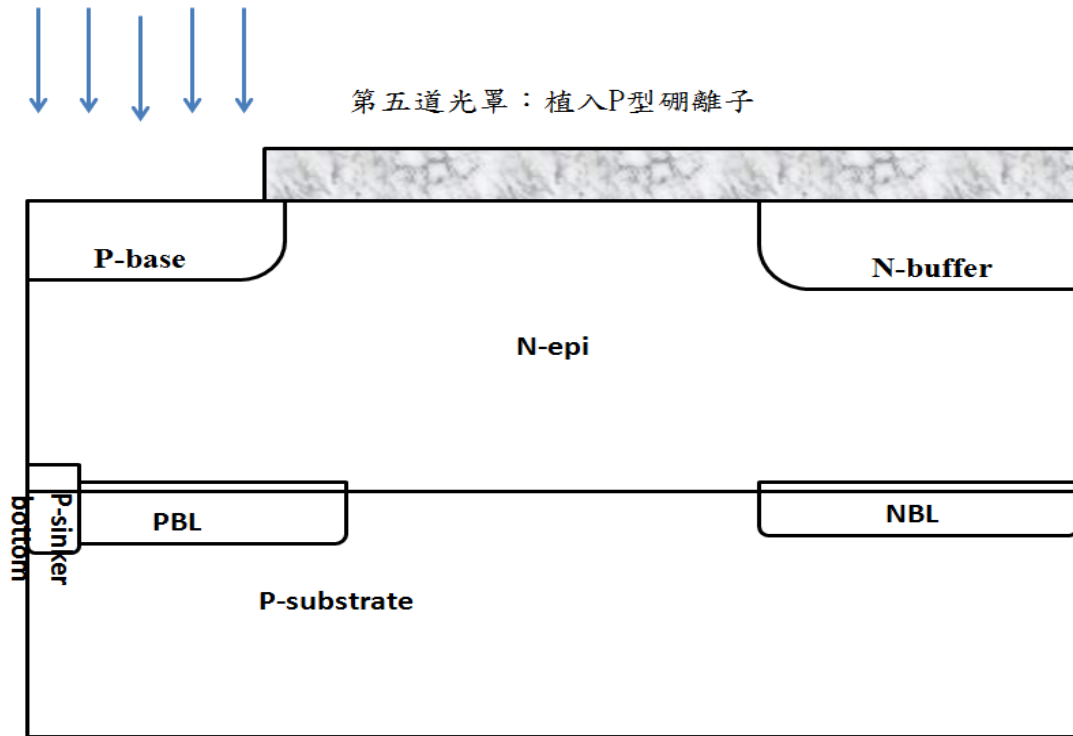 第五道光罩：植入P型硼離子
P-base
N-buffer
N-epi
P-sinker
bottom
PBL
NBL
P-substrate